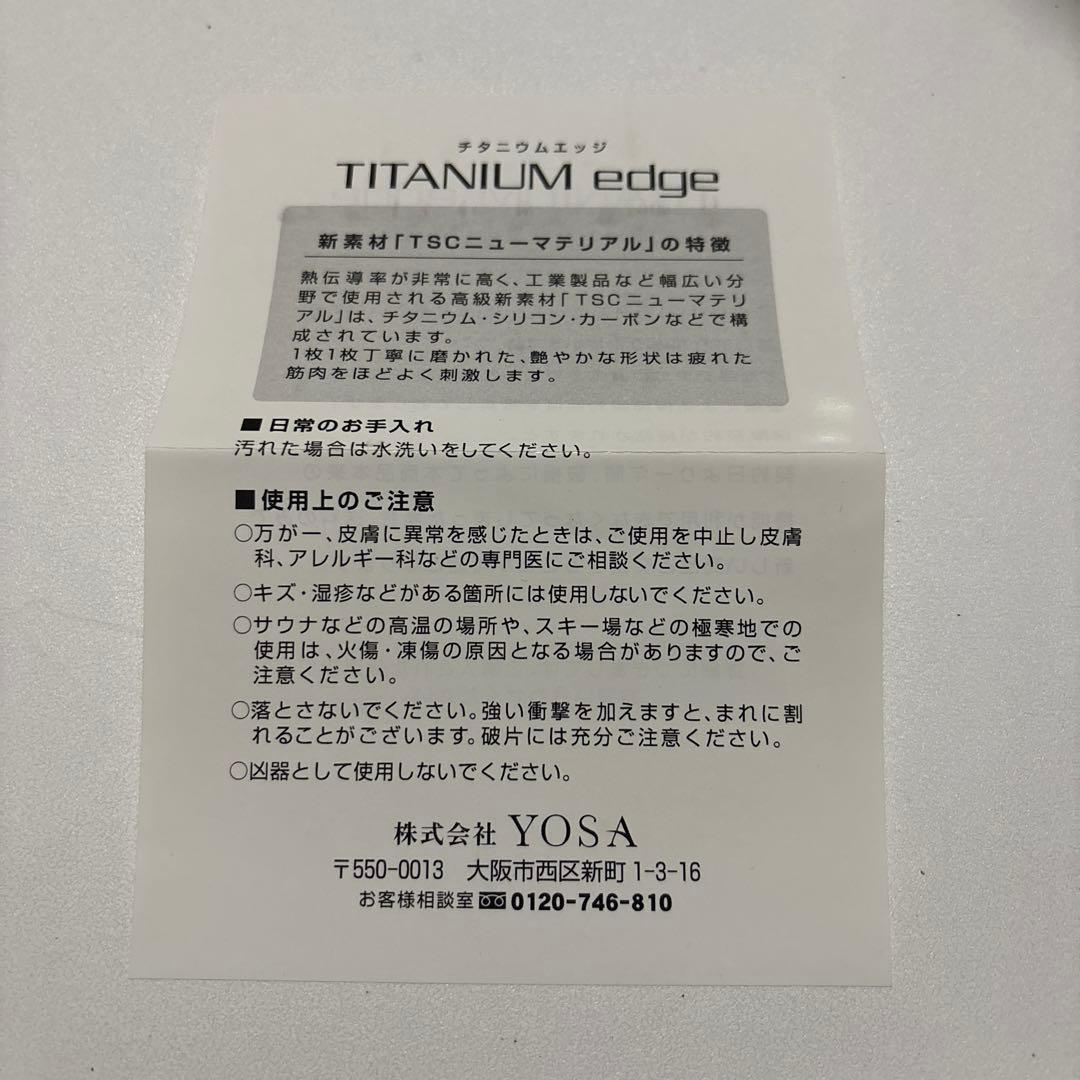 チタニウムエッジ
TITANIUM edge
新素材「TSCニューマテリアル」の特徴
熱伝導率が非常に高く、工業製品など幅広い分
野で使用される高級新素材「TSCニューマテリ
アル」は、チタニウム・シリコン・カーボンなどで構
成されています。
1枚1枚丁寧に磨かれた、艶やかな形状は疲れた
筋肉をほどよく刺激します。
■日常のお手入れ
汚れた場合は水洗いをしてください。
■使用上のご注意
○万が一、皮膚に異常を感じたときは、ご使用を中止し皮膚
科、アレルギー科などの専門医にご相談ください。
○キズ・湿疹などがある箇所には使用しないでください。
○サウナなどの高温の場所や、スキー場などの極寒地での
使用は、火傷・凍傷の原因となる場合がありますので、ご
注意ください。
○落とさないでください。強い衝撃を加えますと、まれに割
れることがございます。破片には充分ご注意ください。
○凶器として使用しないでください。
株式会社 YOSA
〒550-0013 大阪市西区新町1-3-16
お客様相談室 0120-746-810